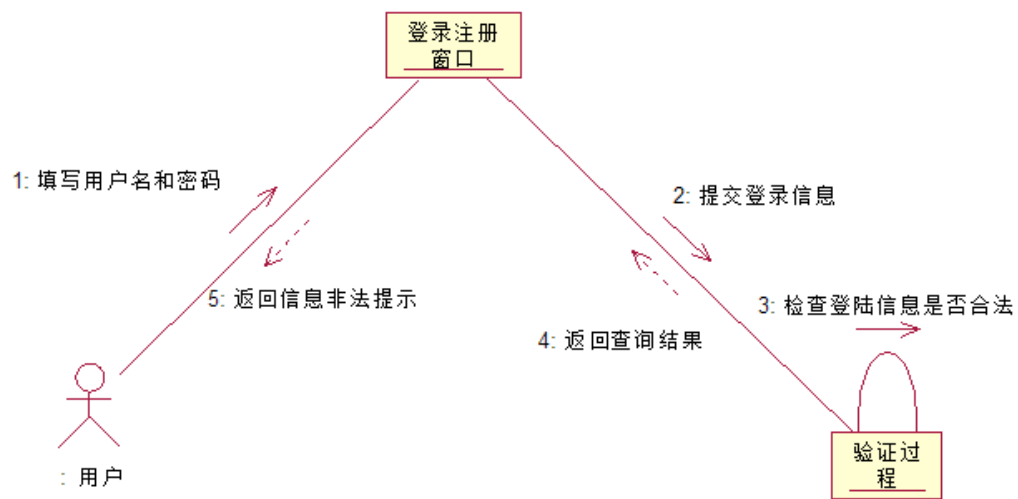 登录注册
窗口
1: 填写用户名和密码
2: 提交登录信息
5: 返回信息非法提示
3: 检查登陆信息是否合法
4: 返回查询结果
验证过
程
: 用户